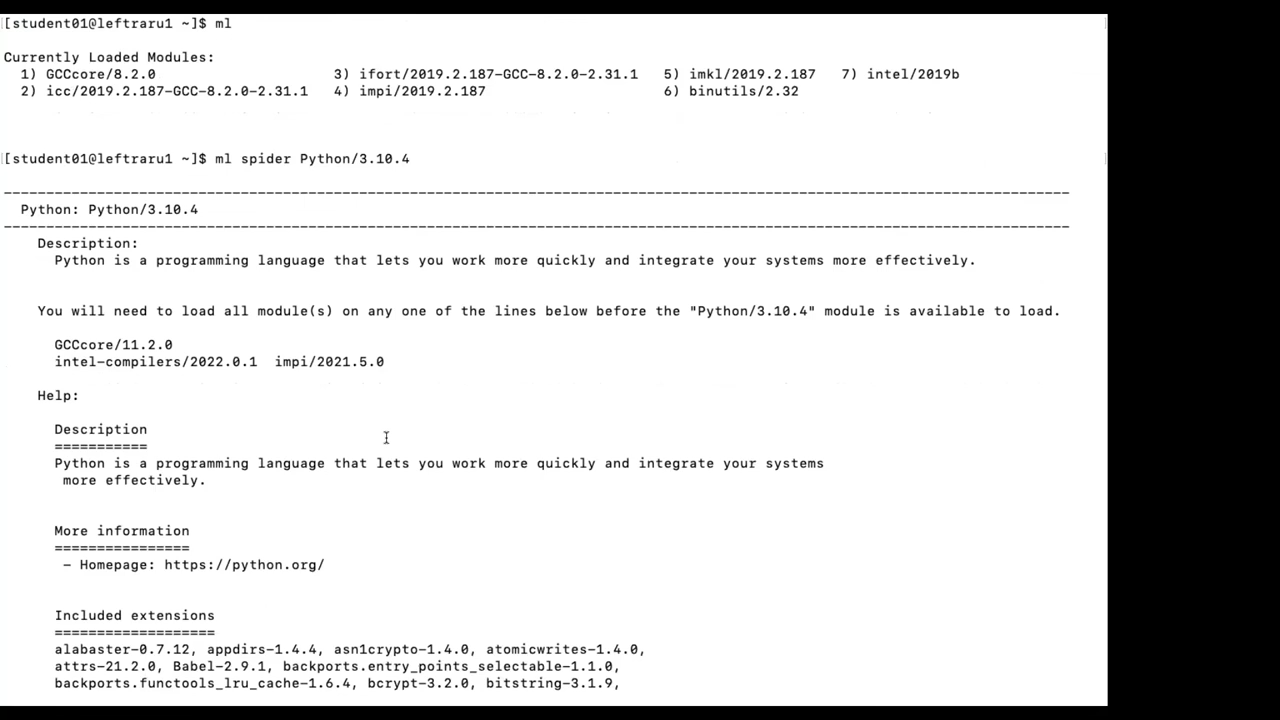 [student01@leftraru1 ~]$ ml
Currently Loaded Modules:
1) GCCcore/8.2.0 3) ifort/2019.2.187-GCC-8.2.0-2.31.1 5) imkl/2019.2.187 7) intel/2019b
2) icc/2019.2.187-GCC-8.2.0-2.31.1 4) impi/2019.2.187 6) binutils/2.32
[student01@leftraru1 ~]$ ml spider Python/3.10.4
--------------------------------------------------------------------------------------------------------------------------------
Python: Python/3.10.4
--------------------------------------------------------------------------------------------------------------------------------
Description:
Python is a programming language that lets you work more quickly and integrate your systems more effectively.
You will need to load all module(s) on any one of the lines below before the "Python/3.10.4" module is available to load.
GCCcore/11.2.0
intel-compilers/2022.0.1 impi/2021.5.0
Help:
Description
===========
Python is a programming language that lets you work more quickly and integrate your systems
more effectively.
More information
================
- Homepage: https://python.org/
Included extensions
===================
alabaster-0.7.12, appdirs-1.4.4, asn1crypto-1.4.0, atomicwrites-1.4.0,
attrs-21.2.0, Babel-2.9.1, backports.entry_points_selectable-1.1.0,
backports.functools_lru_cache-1.6.4, bcrypt-3.2.0, bitstring-3.1.9,